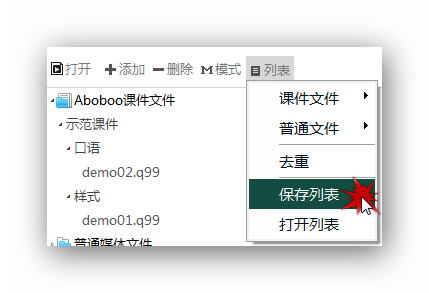 打开 添加 删除 M模式 列表
Aboboo课件文件
示范课件
口语
demo02.q99
样式
demo01.q99
普通媒体文件
课件文件
普通文件
去重
保存列表
打开列表